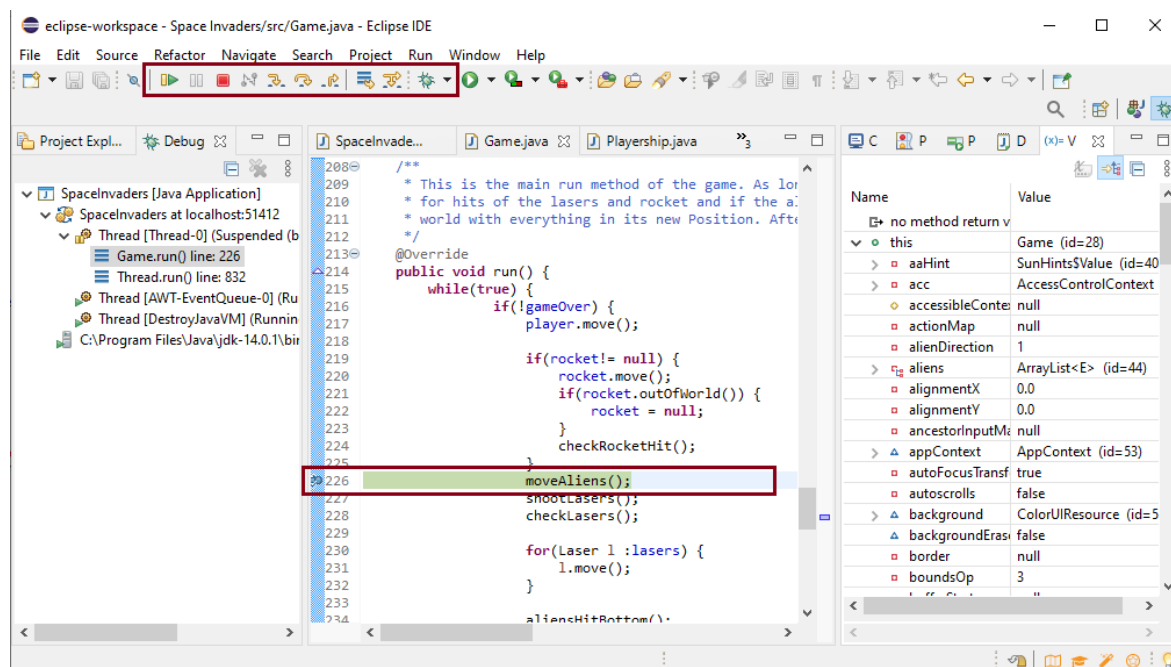 eclipse-workspace - Space Invaders/src/Game.java - Eclipse IDE
File Edit Source Refactor Navigate Search Project Run Window Help
Project Expl... Debug
SpaceInvaders [Java Application]
SpaceInvaders at localhost:51412
Thread [Thread-0] (Suspended (b
Game.run() line: 226
Thread.run() line: 832
Thread [AWT-EventQueue-0] (Ru
Thread [DestroyJavaVM] (Runnin
C:\Program Files\Java\jdk-14.0.1\bin
SpaceInvade... Game.java Playership.java »3
208 /**
209 * This is the main run method of the game. As lon
210 * for hits of the lasers and rocket and if the al
211 * world with everything in its new Position. Afte
212 */
213 @Override
214 public void run() {
215 while(true) {
216 if(!gameOver) {
217 player.move();
218
219 if(rocket!= null) {
220 rocket.move();
221 if(rocket.outOfWorld()) {
222 rocket = null;
223 }
224 checkRocketHit();
225 }
226 moveAliens();
227 shootLasers();
228 checkLasers();
229
230 for(Laser l :lasers) {
231 l.move();
232 }
233
234 aliensHitBottom();
C P P D (x)= V
Name Value
no method return v
this Game (id=28)
aaHint SunHints$Value (id=40
acc AccessControlContext
accessibleContex null
actionMap null
alienDirection 1
aliens ArrayList<E> (id=44)
alignmentX 0.0
alignmentY 0.0
ancestorInputMa null
appContext AppContext (id=53)
autoFocusTransf true
autoscrolls false
background ColorUIResource (id=5
backgroundEras false
border null
boundsOp 3